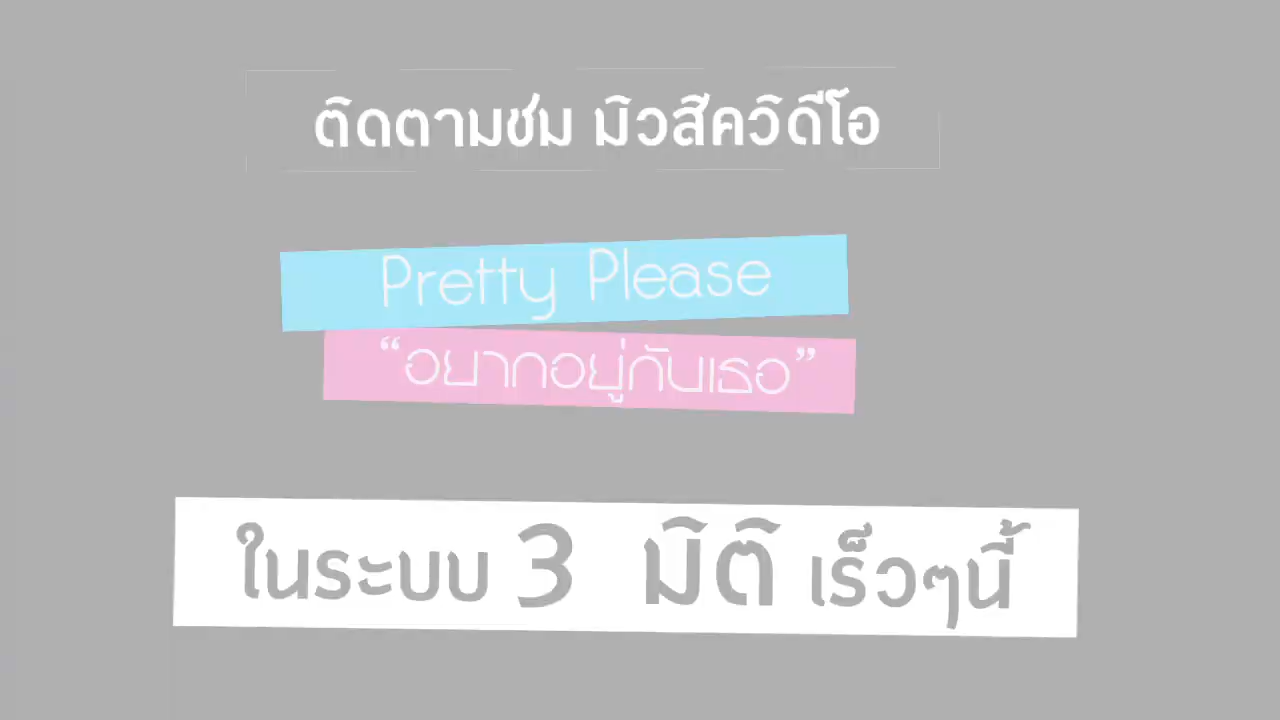 ติดตามชม มิวสีควิดีโอ
Pretty Please
“อยากอยู่กับเธอ”
ในระบบ 3 มิติ เร็วๆนี้